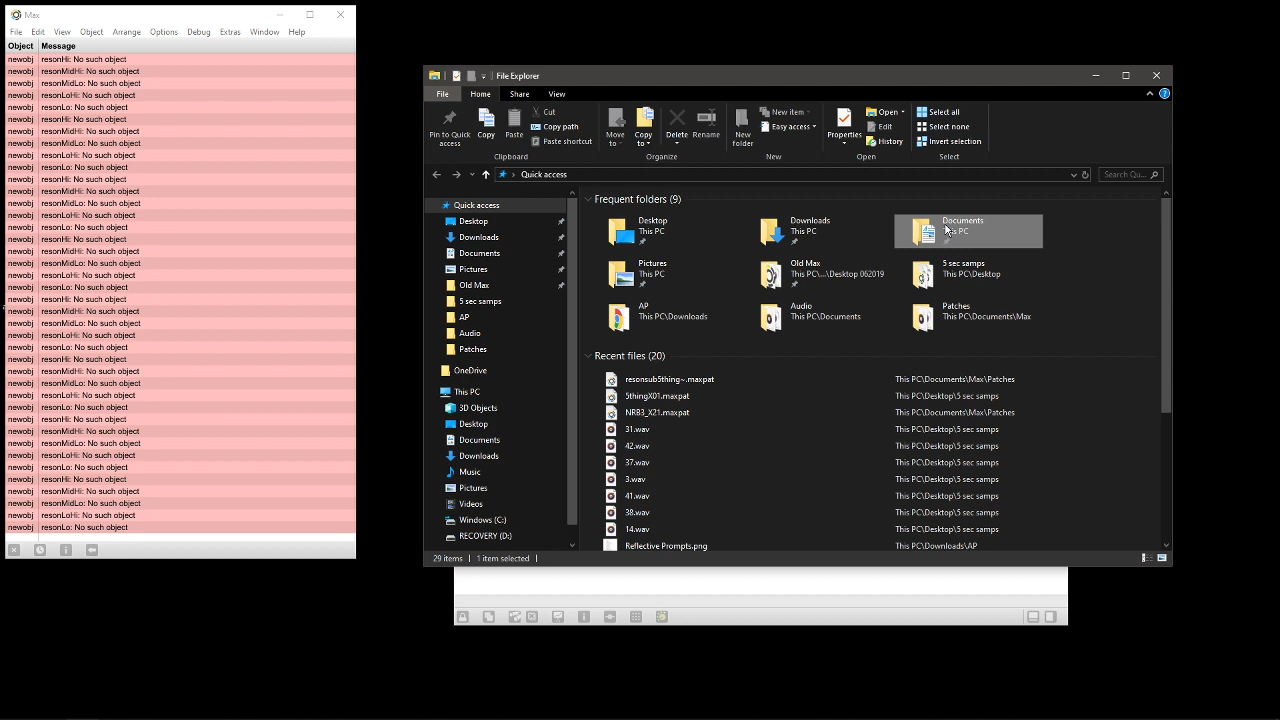 Max
File Edit View Object Arrange Options Debug Extras Window Help
Object Message
newobj resonHi: No such object
newobj resonMidHi: No such object
newobj resonMidLo: No such object
newobj resonLoHi: No such object
newobj resonLo: No such object
newobj resonHi: No such object
newobj resonMidHi: No such object
newobj resonMidLo: No such object
newobj resonLoHi: No such object
newobj resonLo: No such object
newobj resonHi: No such object
newobj resonMidHi: No such object
newobj resonMidLo: No such object
newobj resonLoHi: No such object
newobj resonLo: No such object
newobj resonHi: No such object
newobj resonMidHi: No such object
newobj resonMidLo: No such object
newobj resonLoHi: No such object
newobj resonLo: No such object
newobj resonHi: No such object
newobj resonMidHi: No such object
newobj resonMidLo: No such object
newobj resonLoHi: No such object
newobj resonLo: No such object
newobj resonHi: No such object
newobj resonMidHi: No such object
newobj resonMidLo: No such object
newobj resonLoHi: No such object
newobj resonLo: No such object
newobj resonHi: No such object
newobj resonMidHi: No such object
newobj resonMidLo: No such object
newobj resonLoHi: No such object
newobj resonLo: No such object
newobj resonHi: No such object
newobj resonMidHi: No such object
newobj resonMidLo: No such object
newobj resonLoHi: No such object
newobj resonLo: No such object
File Explorer
File Home Share View
Pin to Quick access
Copy
Paste
Cut
Copy path
Paste shortcut
Clipboard
Move to
Copy to
Delete
Rename
Organize
New folder
New item
Easy access
New
Properties
Open
Edit
History
Open
Select all
Select none
Invert selection
Select
Quick access
Search Qu...
Quick access
Desktop
Downloads
Documents
Pictures
Old Max
5 sec samps
AP
Audio
Patches
OneDrive
This PC
3D Objects
Desktop
Documents
Downloads
Music
Pictures
Videos
Windows (C:)
RECOVERY (D:)
Frequent folders (9)
Desktop
This PC
Downloads
This PC
Documents
This PC
Pictures
This PC
Old Max
This PC\...\Desktop 062019
5 sec samps
This PC\Desktop
AP
This PC\Downloads
Audio
This PC\Documents
Patches
This PC\Documents\Max
Recent files (20)
resonsub5thing~.maxpat This PC\Documents\Max\Patches
5thingX01.maxpat This PC\Desktop\5 sec samps
NRB3_X21.maxpat This PC\Documents\Max\Patches
31.wav This PC\Desktop\5 sec samps
42.wav This PC\Desktop\5 sec samps
37.wav This PC\Desktop\5 sec samps
3.wav This PC\Desktop\5 sec samps
41.wav This PC\Desktop\5 sec samps
38.wav This PC\Desktop\5 sec samps
14.wav This PC\Desktop\5 sec samps
Reflective Prompts.png This PC\Downloads\AP
29 items 1 item selected